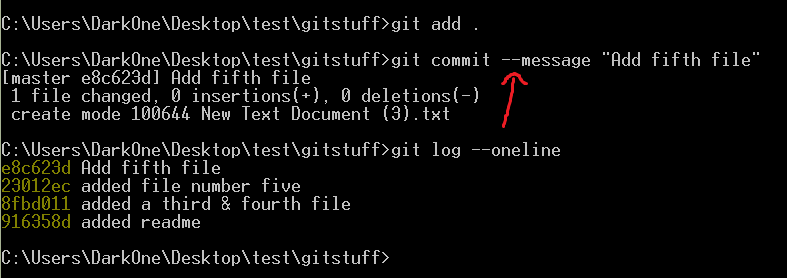 C:\Users\DarkOne\Desktop\test\gitstuff>git add .
C:\Users\DarkOne\Desktop\test\gitstuff>git commit --message "Add fifth file"
[master e8c623d] Add fifth file
 1 file changed, 0 insertions(+), 0 deletions(-)
 create mode 100644 New Text Document (3).txt
C:\Users\DarkOne\Desktop\test\gitstuff>git log --oneline
e8c623d Add fifth file
23012ec added file number five
8fbd011 added a third & fourth file
916358d added readme
C:\Users\DarkOne\Desktop\test\gitstuff>